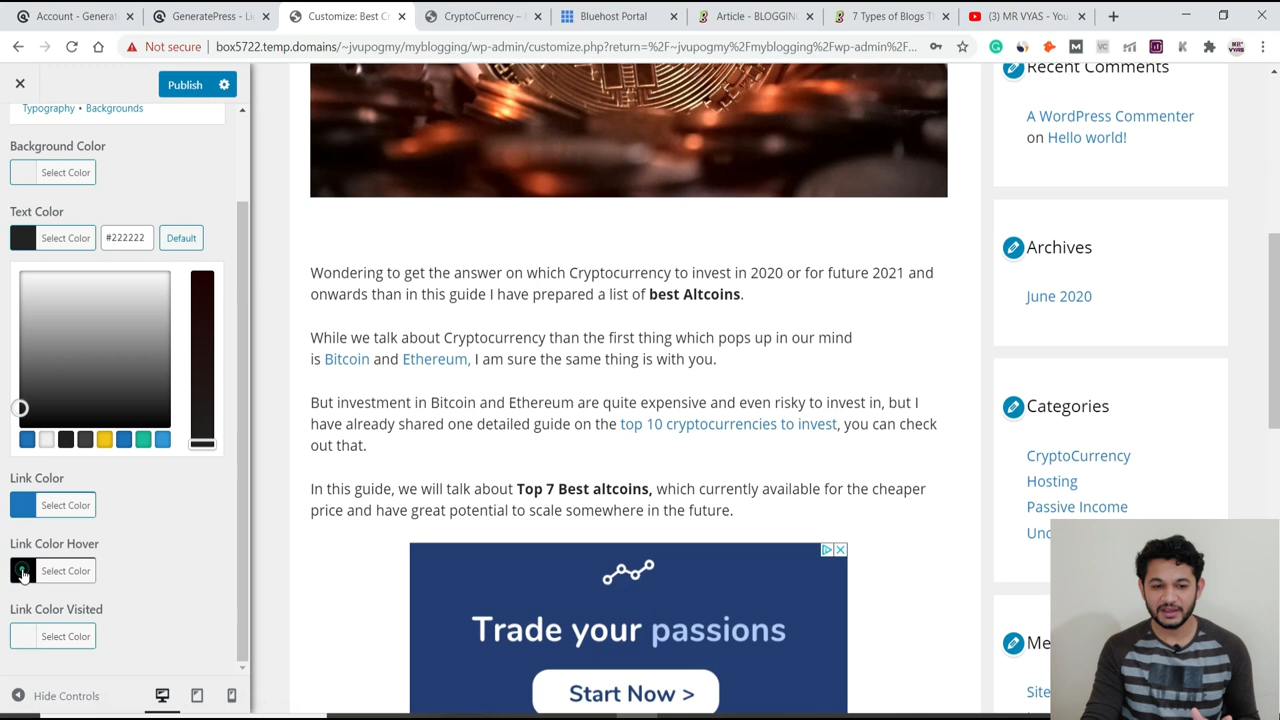 Account - Generat
GeneratePress - Li
Customize: Best C
CryptoCurrency –
Bluehost Portal
Article - BLOGGIN
7 Types of Blogs T
(3) MR VYAS - You
Not secure
box5722.temp.domains/~jvupogmy/myblogging/wp-admin/customize.php?return=%2F~jvupogmy%2Fmyblogging%2Fwp-admin%2F...
Publish
Typography • Backgrounds
Background Color
Select Color
Text Color
Select Color
#222222
Default
Link Color
Select Color
Link Color Hover
Select Color
Link Color Visited
Select Color
Hide Controls
Wondering to get the answer on which Cryptocurrency to invest in 2020 or for future 2021 and
onwards than in this guide I have prepared a list of best Altcoins.
While we talk about Cryptocurrency than the first thing which pops up in our mind
is Bitcoin and Ethereum, I am sure the same thing is with you.
But investment in Bitcoin and Ethereum are quite expensive and even risky to invest in, but I
have already shared one detailed guide on the top 10 cryptocurrencies to invest, you can check
out that.
In this guide, we will talk about Top 7 Best altcoins, which currently available for the cheaper
price and have great potential to scale somewhere in the future.
Trade your passions
Start Now >
Recent Comments
A WordPress Commenter
on Hello world!
Archives
June 2020
Categories
CryptoCurrency
Hosting
Passive Income
Unc
Me
Site